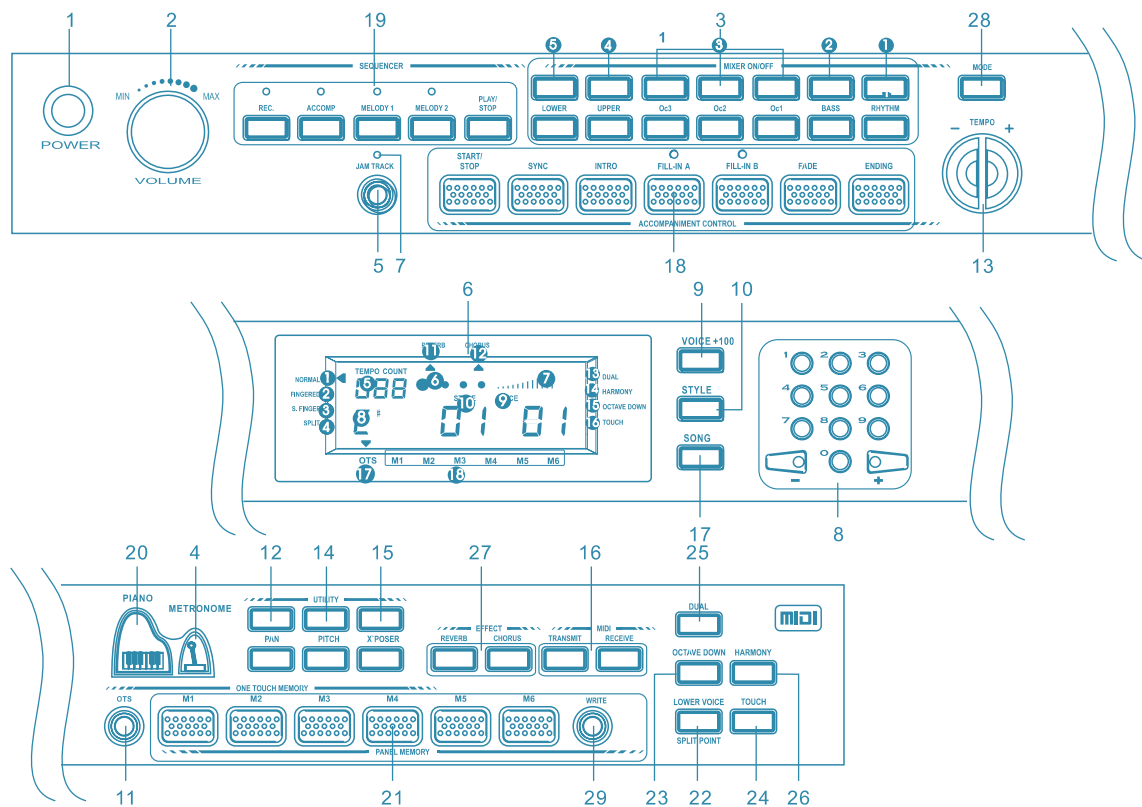 1 2 19 3 28
5 4 1 3 2 1
SEQUENCER MIXER ON/OFF MODE
MIN MAX
REC. ACCOMP MELODY 1 MELODY 2 PLAY/
STOP
LOWER UPPER Oc3 Oc2 Oc1 BASS RHYTHM
TEMPO
- +
POWER
VOLUME
JAM TRACK
START/
STOP SYNC INTRO FILL-IN A FILL-IN B FADE ENDING
ACCOMPANIMENT CONTROL
5 7 18 13
6 9 10
CHORUS
11 12
VOICE +100
NORMAL 1 TEMPO COUNT 13 DUAL
5 6 7
FINGERED 2 14 HARMONY
S. FINGER 3 10 9 15 OCTAVE DOWN
SPLIT 4 8 # 01 01 16 TOUCH
STYLE
SONG
OTS M1 M2 M3 M4 M5 M6
17 18
1 2 3
4 5 6
7 8 9
0
- +
17 8
20 4 12 14 15 27 16 25
PIANO
METRONOME
UTILITY
PAN PITCH X'POSER
EFFECT MIDI
REVERB CHORUS TRANSMIT RECEIVE
DUAL
MIDI
OCTAVE DOWN HARMONY
ONE TOUCH MEMORY
OTS M1 M2 M3 M4 M5 M6 WRITE
LOWER VOICE TOUCH
SPLIT POINT
PANEL MEMORY
11 21 29 23 22 24 26